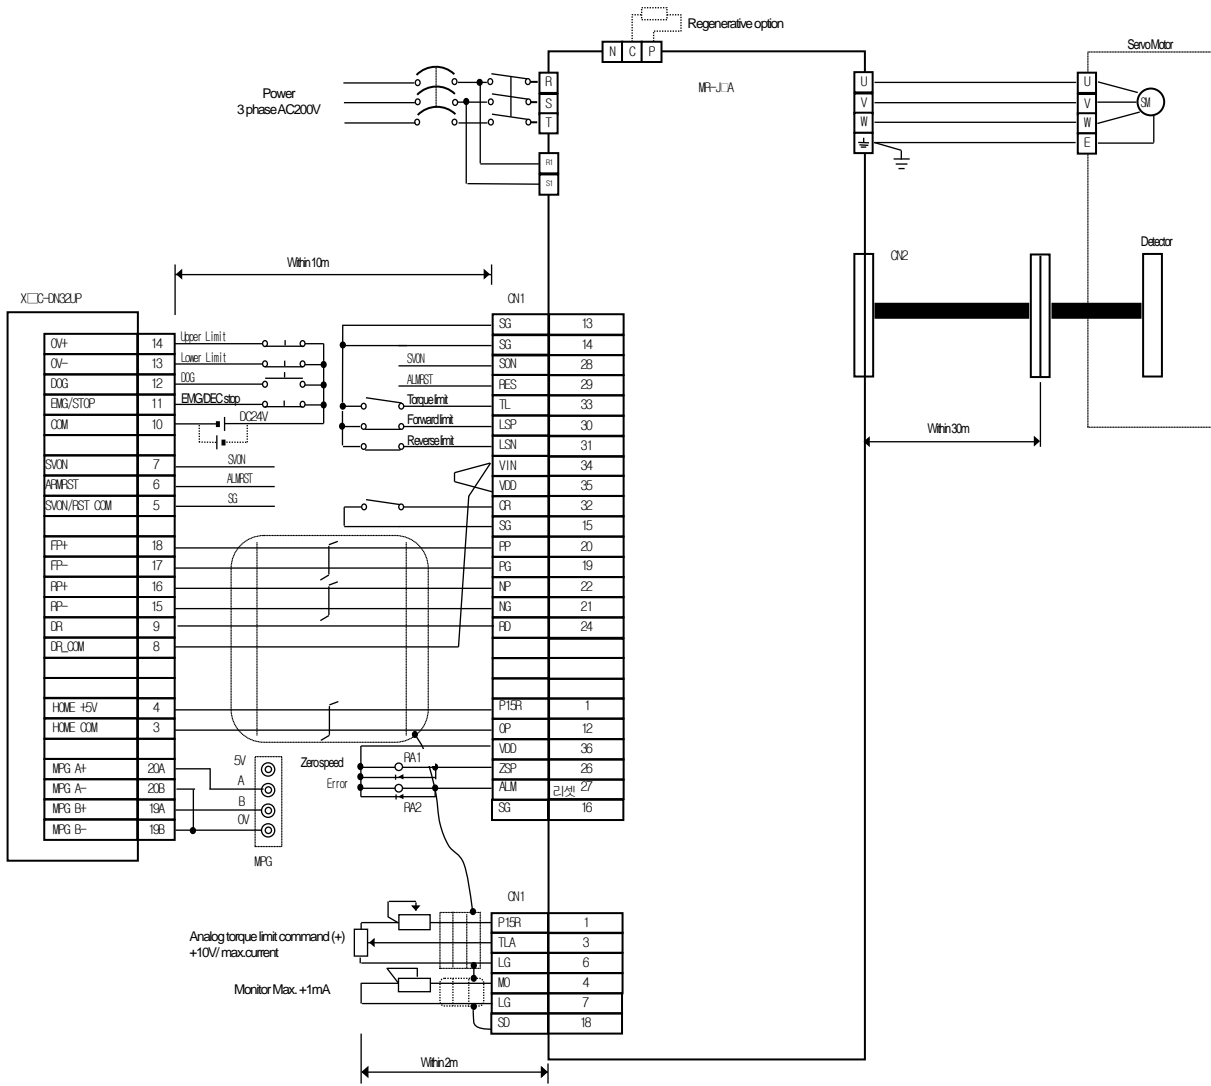 Regenerative option
N C P
Servo Motor
Power
3 phase AC200V
R
S
T
R1
S1
MR-J□A
U
V
W
U
V
W
E
SM
Within 10m
CN2
Detector
Within 30m
X□C-DN32UP
CN1
OV+ 14 Upper Limit
OV- 13 Lower Limit
DOG 12 DOG
EMG/STOP 11 EMG/DEC stop
COM 10 DC24V
SVON 7 SVON
ARMRST 6 ALMRST
SVON/RST COM 5 SG
FP+ 18
FP- 17
RP+ 16
RP- 15
DR 9
DR_COM 8
HOME +5V 4
HOME COM 3
MPG A+ 20A
MPG A- 20B
MPG B+ 19A
MPG B- 19B
5V
A
B
0V
MPG
SG 13
SG 14
SVON SON 28
ALMRST RES 29
Torque limit TL 33
Forward limit LSP 30
Reverse limit LSN 31
VIN 34
VDD 35
CR 32
SG 15
PP 20
PG 19
NP 22
NG 21
RD 24
P15R 1
OP 12
VDD 36
Zero speed RA1 ZSP 26
Error ALM 리셋 27
RA2 SG 16
CN1
P15R 1
Analog torque limit command (+)
+10V/ max.current
TLA 3
LG 6
Monitor Max. +1mA
MO 4
LG 7
SD 18
Within 2m